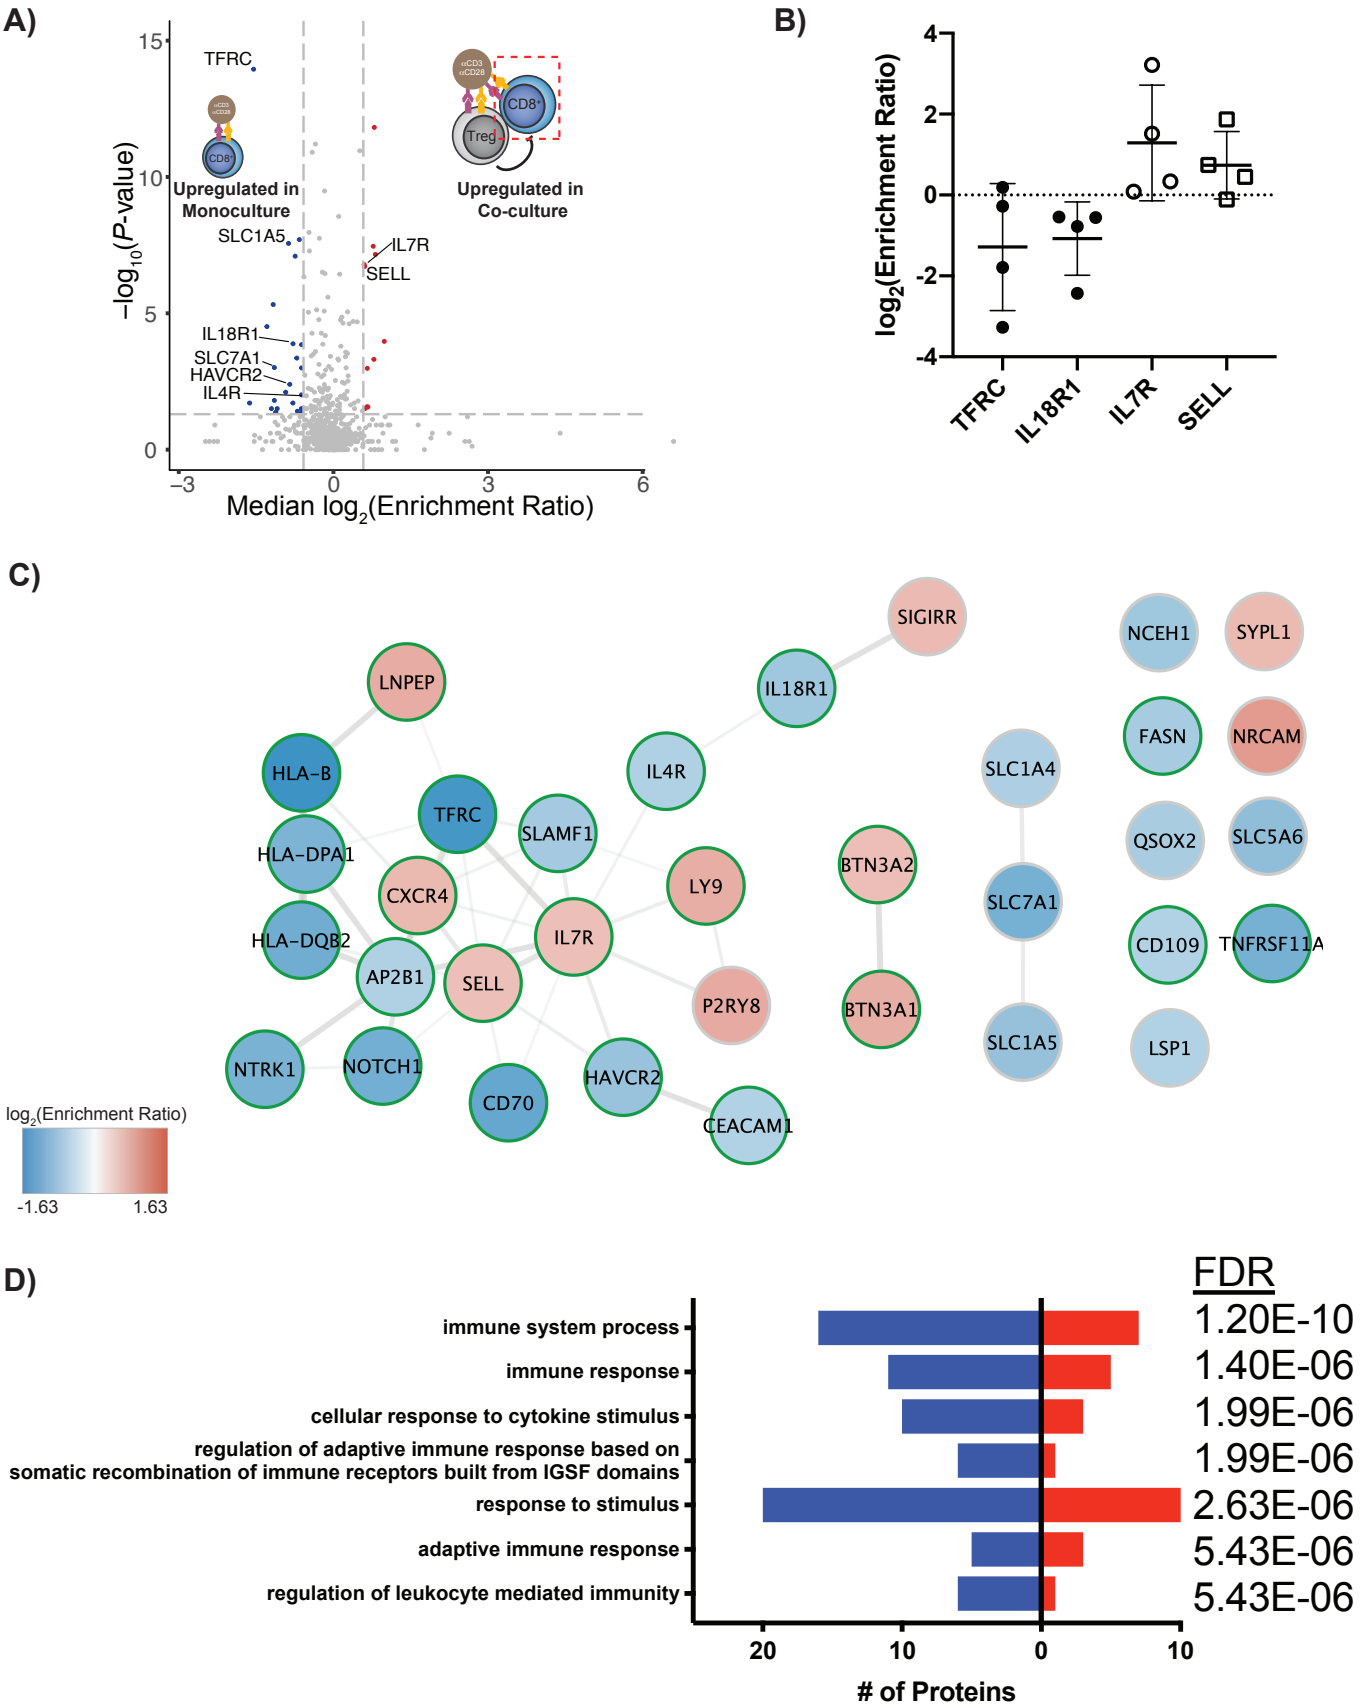 A)
15
10
5
0
−3
0
3
6
−log10(P-value)
Median log2(Enrichment Ratio)
TFRC
αCD3
αCD28
CD8+
Upregulated in
Monoculture
SLC1A5
IL18R1
SLC7A1
HAVCR2
IL4R
αCD3
αCD28
CD8+
Treg
Upregulated in
Co-culture
IL7R
SELL
B)
4
2
0
-2
-4
log2(Enrichment Ratio)
TFRC
IL18R1
IL7R
SELL
C)
SIGIRR
NCEH1
SYPL1
LNPEP
IL18R1
FASN
NRCAM
HLA−B
IL4R
SLC1A4
TFRC
SLAMF1
QSOX2
SLC5A6
HLA−DPA1
BTN3A2
CXCR4
LY9
SLC7A1
HLA−DQB2
IL7R
CD109
TNFRSF11A
AP2B1
SELL
P2RY8
BTN3A1
SLC1A5
LSP1
NTRK1
NOTCH1
HAVCR2
CD70
CEACAM1
log2(Enrichment Ratio)
-1.63
1.63
D)
FDR
immune system process
1.20E-10
immune response
1.40E-06
cellular response to cytokine stimulus
1.99E-06
regulation of adaptive immune response based on
somatic recombination of immune receptors built from IGSF domains
1.99E-06
response to stimulus
2.63E-06
adaptive immune response
5.43E-06
regulation of leukocyte mediated immunity
5.43E-06
20
10
0
10
# of Proteins